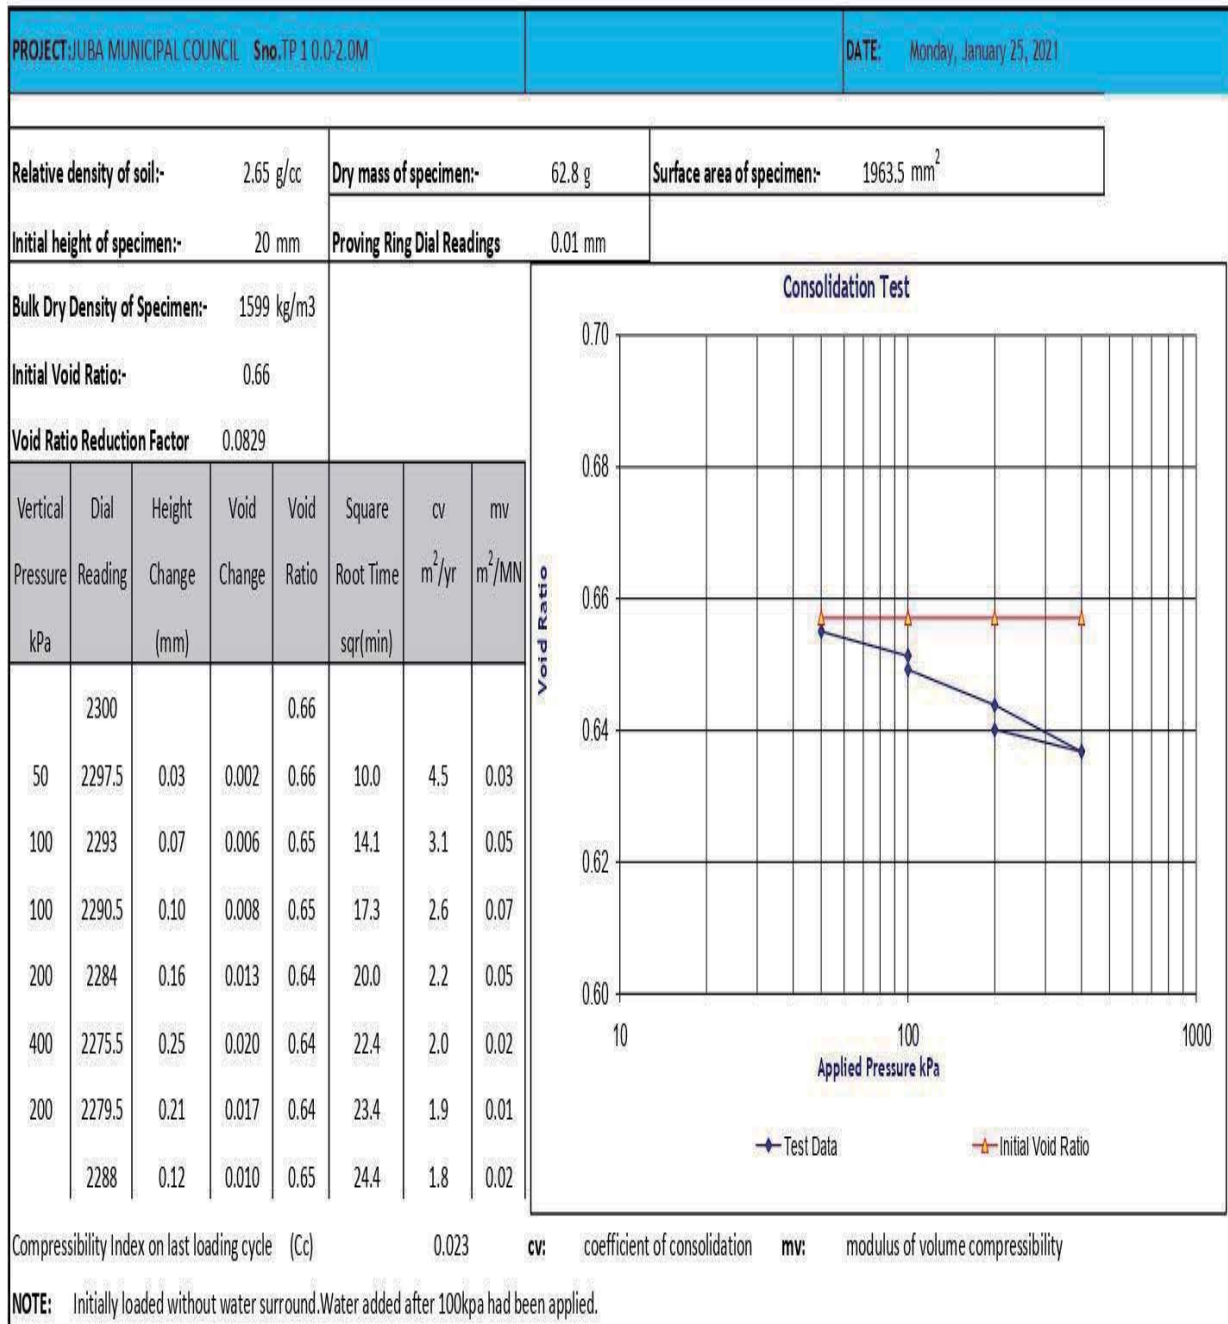 PROJECT:JUBA MUNICIPAL COUNCIL Sno.TP 1 0.0-2.0M DATE: Monday, January 25, 2021
Relative density of soil:- 2.65 g/cc Dry mass of specimen:- 62.8 g Surface area of specimen:- 1963.5 mm²
Initial height of specimen:- 20 mm Proving Ring Dial Readings 0.01 mm
Bulk Dry Density of Specimen:- 1599 kg/m3
Initial Void Ratio:- 0.66
Void Ratio Reduction Factor 0.0829
Vertical Dial Height Void Void Square cv mv
Pressure Reading Change Change Ratio Root Time m²/yr m²/MN
kPa (mm) sqr(min)
2300 0.66
50 2297.5 0.03 0.002 0.66 10.0 4.5 0.03
100 2293 0.07 0.006 0.65 14.1 3.1 0.05
100 2290.5 0.10 0.008 0.65 17.3 2.6 0.07
200 2284 0.16 0.013 0.64 20.0 2.2 0.05
400 2275.5 0.25 0.020 0.64 22.4 2.0 0.02
200 2279.5 0.21 0.017 0.64 23.4 1.9 0.01
2288 0.12 0.010 0.65 24.4 1.8 0.02
Consolidation Test
Void Ratio
0.70
0.68
0.66
0.64
0.62
0.60
10 100 1000
Applied Pressure kPa
Test Data Initial Void Ratio
Compressibility Index on last loading cycle (Cc) 0.023 cv: coefficient of consolidation mv: modulus of volume compressibility
NOTE: Initially loaded without water surround.Water added after 100kpa had been applied.